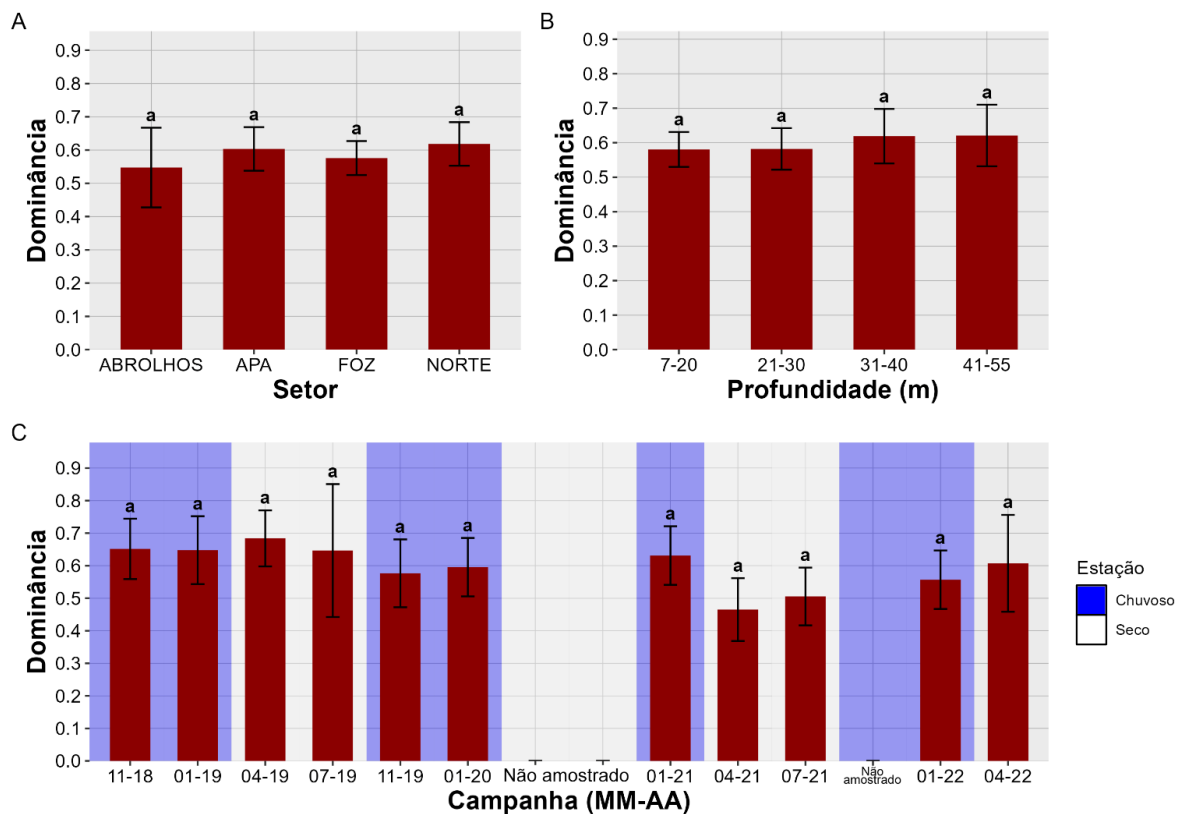 A
Dominância
0.9
0.8
0.7
0.6
0.5
0.4
0.3
0.2
0.1
0.0
a a a a
ABROLHOS APA FOZ NORTE
Setor
B
Dominância
0.9
0.8
0.7
0.6
0.5
0.4
0.3
0.2
0.1
0.0
a a a a
7-20 21-30 31-40 41-55
Profundidade (m)
C
Dominância
0.9
0.8
0.7
0.6
0.5
0.4
0.3
0.2
0.1
0.0
a a a a a a a a a a a
11-18 01-19 04-19 07-19 11-19 01-20 Não amostrado 01-21 04-21 07-21 Não amostrado 01-22 04-22
Campanha (MM-AA)
Estação
Chuvoso
Seco